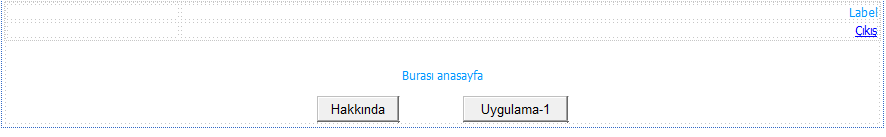 Label
Çıkış
Burası anasayfa
Hakkında Uygulama-1